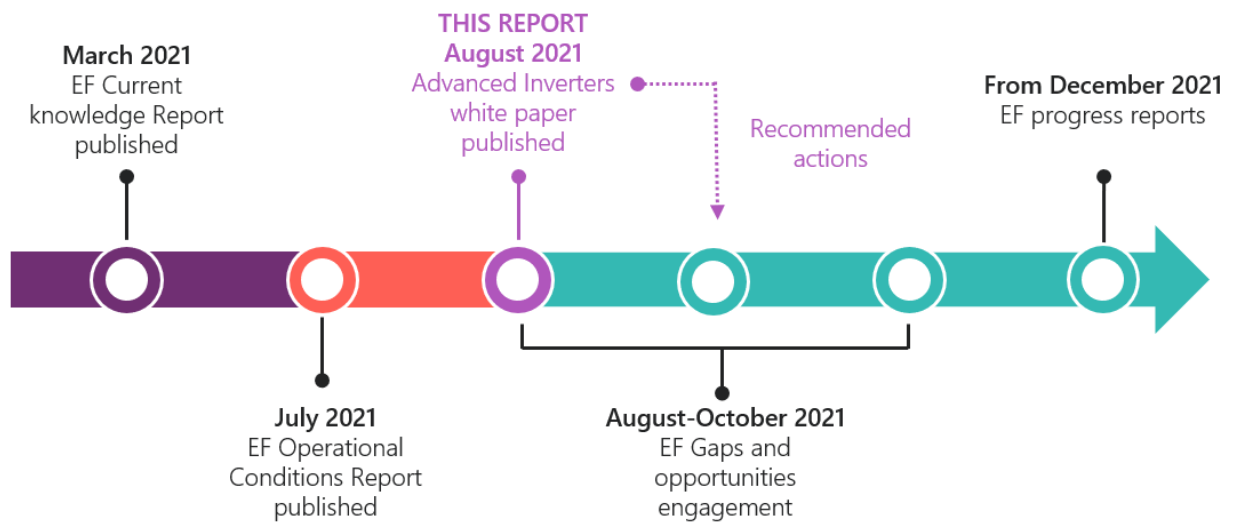 March 2021
EF Current
knowledge Report
published
THIS REPORT
August 2021
Advanced Inverters
white paper
published
Recommended
actions
From December 2021
EF progress reports
July 2021
EF Operational
Conditions Report
published
August-October 2021
EF Gaps and
opportunities
engagement